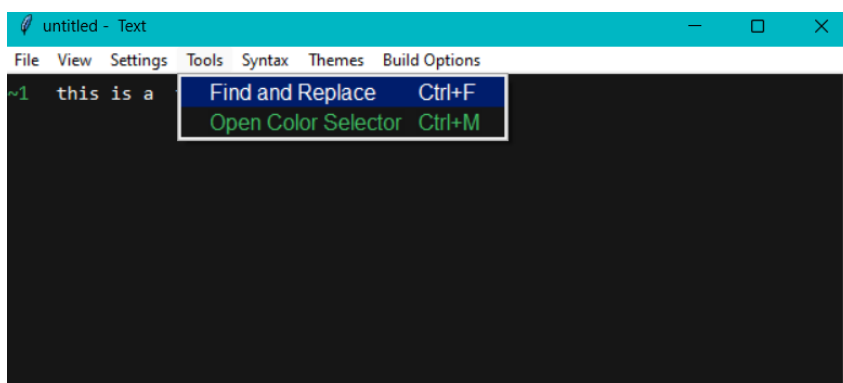 untitled - Text
File View Settings Tools Syntax Themes Build Options
~1 this is a
Find and Replace Ctrl+F
Open Color Selector Ctrl+M